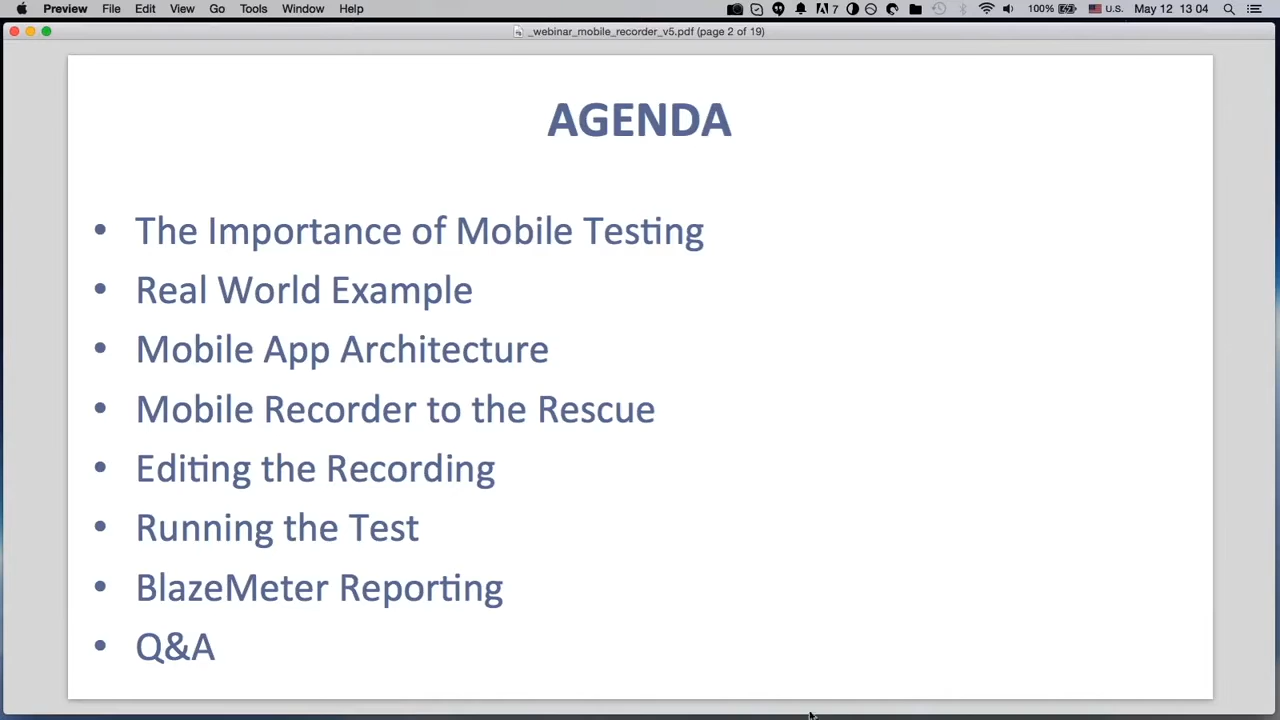 Preview File Edit View Go Tools Window Help 7 100% U.S. May 12 13 04
_webinar_mobile_recorder_v5.pdf (page 2 of 19)
AGENDA
• The Importance of Mobile Testing
• Real World Example
• Mobile App Architecture
• Mobile Recorder to the Rescue
• Editing the Recording
• Running the Test
• BlazeMeter Reporting
• Q&A